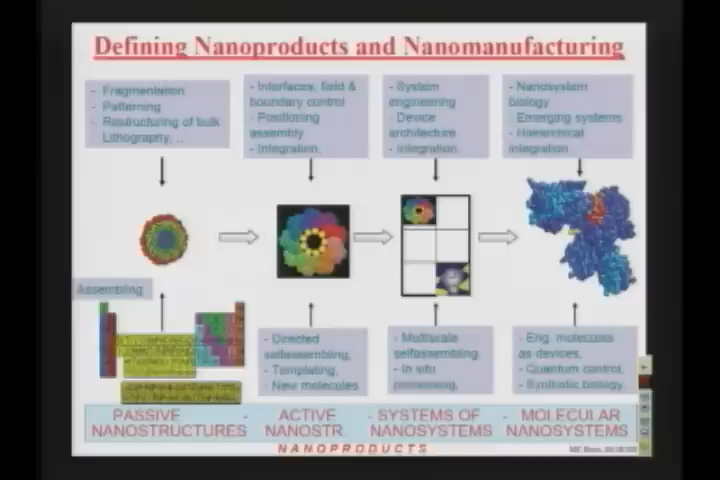 Defining Nanoproducts and Nanomanufacturing
- Fragmentation
- Patterning
- Restructuring of bulk
Lithography, ..
- Interfaces, field &
boundary control
- Positioning
assembly
- Integration,
- System
engineering
- Device
architecture
- Integration.
- Nanosystem
biology
- Emerging systems
- Hierarchical
integration.
Assembling
- Directed
selfassembling,
- Templating,
- New molecules
- Multiscale
selfassembling
- In situ
processing,
- Eng. molecules
as devices,
- Quantum control,
- Synthetic biology,
PASSIVE - ACTIVE - SYSTEMS OF - MOLECULAR
NANOSTRUCTURES NANOSTR. NANOSYSTEMS NANOSYSTEMS
NANOPRODUCTS